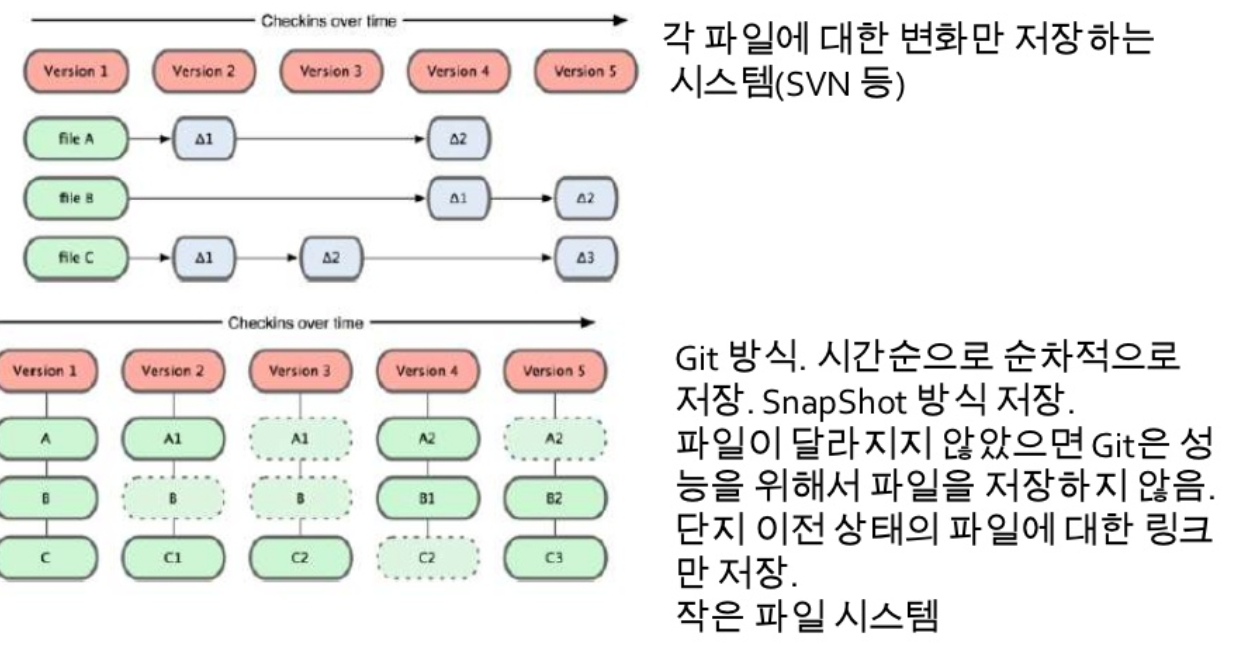 Checkins over time
Version 1 Version 2 Version 3 Version 4 Version 5
file A Δ1 Δ2
file B Δ1 Δ2
file C Δ1 Δ2 Δ3
각 파일에 대한 변화만 저장하는
시스템(SVN 등)
Checkins over time
Version 1 Version 2 Version 3 Version 4 Version 5
A A1 A1 A2 A2
B B B B1 B2
C C1 C2 C2 C3
Git 방식. 시간순으로 순차적으로
저장. SnapShot 방식 저장.
파일이 달라지지 않았으면 Git은 성
능을 위해서 파일을 저장하지 않음.
단지 이전 상태의 파일에 대한 링크
만 저장.
작은 파일 시스템